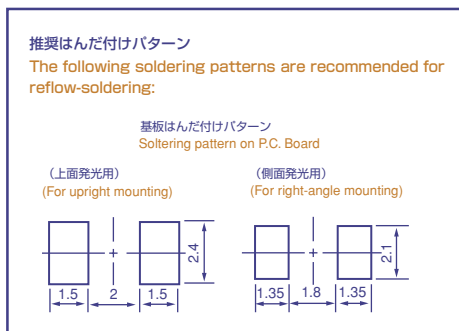 推奨はんだ付けパターン
The following soldering patterns are recommended for
reflow-soldering:
基板はんだ付けパターン
Soltering pattern on P.C. Board
（上面発光用）
(For upright mounting)
1.5
2
1.5
2.4
（側面発光用）
(For right-angle mounting)
1.35
1.8
1.35
2.1